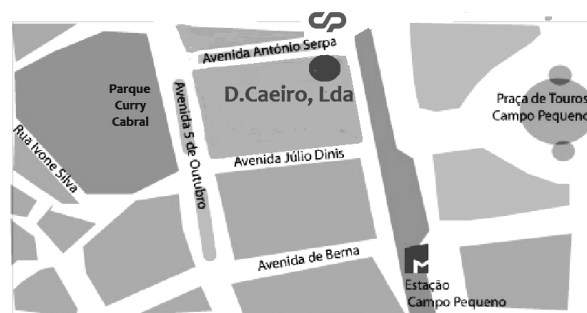 CP
Avenida António Serpa
Parque
Curry
Cabral
D.Caeiro, Lda
Praça de Touros
Campo Pequeno
Avenida 5 de Outubro
Rua Ivone Silva
Avenida Júlio Dinis
Avenida de Berna
M
Estação
Campo Pequeno